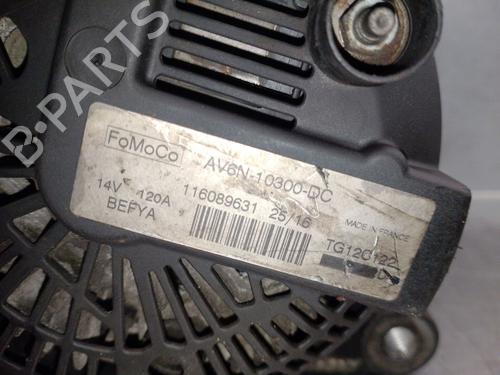 B-PARTS
FoMoCo
AV6N-10300-DC
14V 120A
116089631 25/16
BEFYA
MADE IN FRANCE
TG12C122